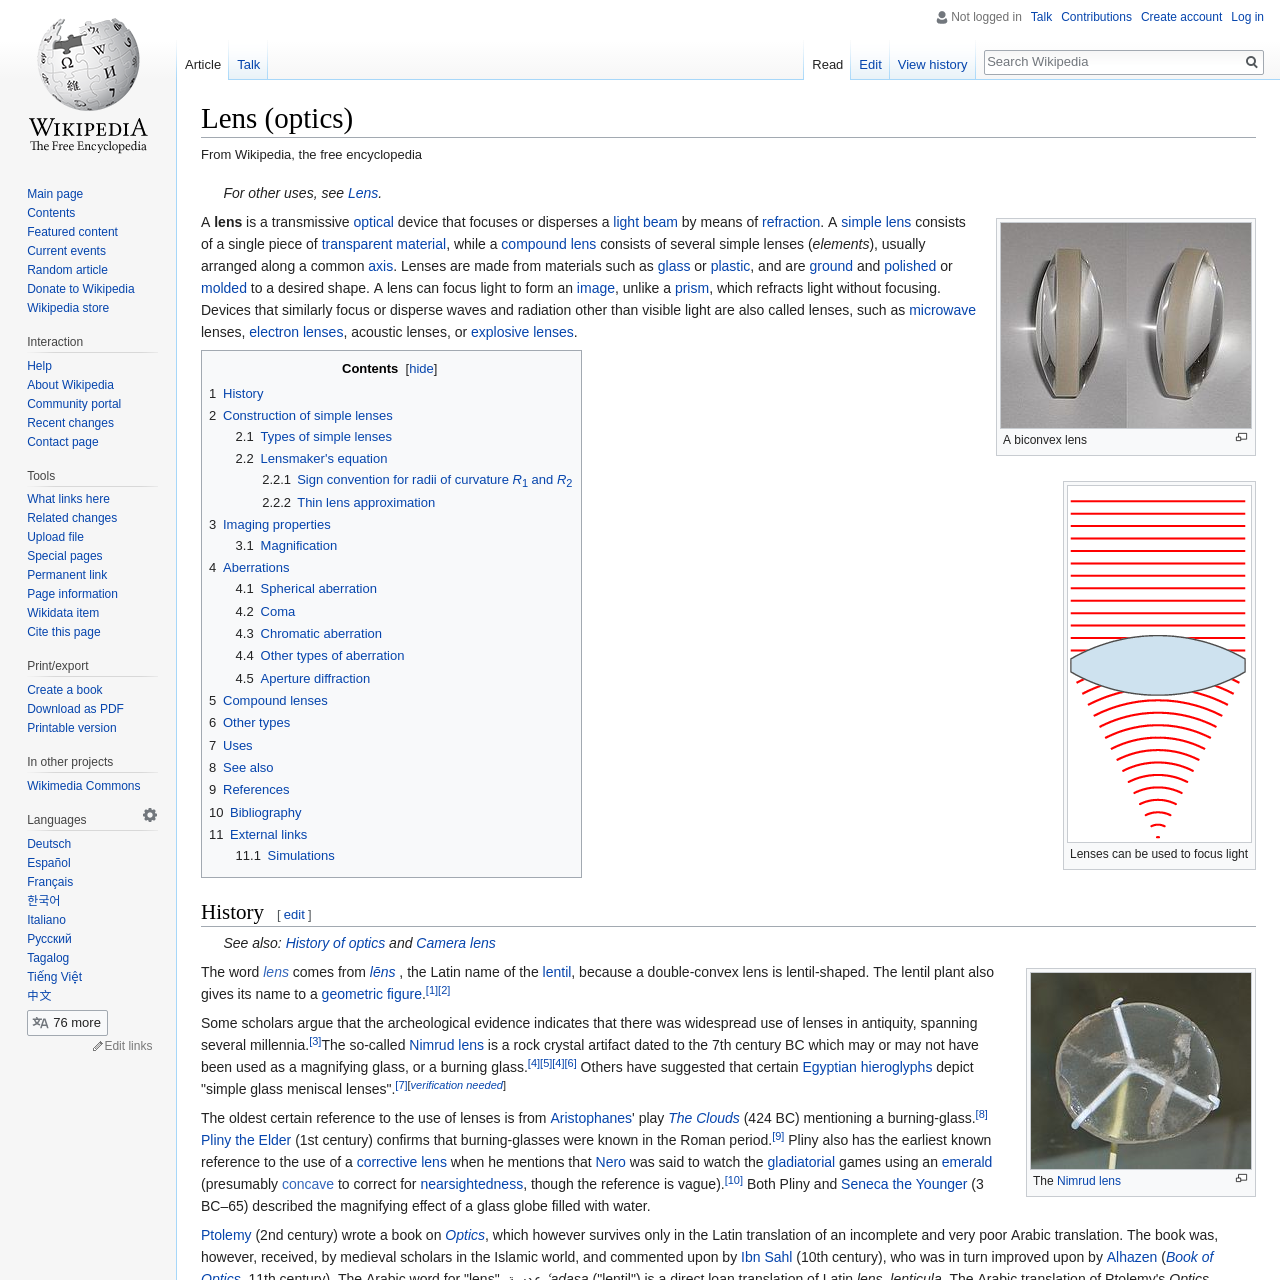 Not logged in Talk Contributions Create account Log in
Article Talk Read Edit View history Search Wikipedia
WIKIPEDIA
The Free Encyclopedia
Main page
Contents
Featured content
Current events
Random article
Donate to Wikipedia
Wikipedia store
Interaction
Help
About Wikipedia
Community portal
Recent changes
Contact page
Tools
What links here
Related changes
Upload file
Special pages
Permanent link
Page information
Wikidata item
Cite this page
Print/export
Create a book
Download as PDF
Printable version
In other projects
Wikimedia Commons
Languages
Deutsch
Español
Français
한국어
Italiano
Русский
Tagalog
Tiếng Việt
中文
76 more
Edit links
Lens (optics)
From Wikipedia, the free encyclopedia
For other uses, see Lens.
A lens is a transmissive optical device that focuses or disperses a light beam by means of refraction. A simple lens consists
of a single piece of transparent material, while a compound lens consists of several simple lenses (elements), usually
arranged along a common axis. Lenses are made from materials such as glass or plastic, and are ground and polished or
molded to a desired shape. A lens can focus light to form an image, unlike a prism, which refracts light without focusing.
Devices that similarly focus or disperse waves and radiation other than visible light are also called lenses, such as microwave
lenses, electron lenses, acoustic lenses, or explosive lenses.
A biconvex lens
Lenses can be used to focus light
Contents [hide]
1 History
2 Construction of simple lenses
2.1 Types of simple lenses
2.2 Lensmaker's equation
2.2.1 Sign convention for radii of curvature R1 and R2
2.2.2 Thin lens approximation
3 Imaging properties
3.1 Magnification
4 Aberrations
4.1 Spherical aberration
4.2 Coma
4.3 Chromatic aberration
4.4 Other types of aberration
4.5 Aperture diffraction
5 Compound lenses
6 Other types
7 Uses
8 See also
9 References
10 Bibliography
11 External links
11.1 Simulations
History [ edit ]
See also: History of optics and Camera lens
The word lens comes from lēns , the Latin name of the lentil, because a double-convex lens is lentil-shaped. The lentil plant also
gives its name to a geometric figure.[1][2]
Some scholars argue that the archeological evidence indicates that there was widespread use of lenses in antiquity, spanning
several millennia.[3]The so-called Nimrud lens is a rock crystal artifact dated to the 7th century BC which may or may not have
been used as a magnifying glass, or a burning glass.[4][5][4][6] Others have suggested that certain Egyptian hieroglyphs depict
"simple glass meniscal lenses".[7][verification needed]
The oldest certain reference to the use of lenses is from Aristophanes' play The Clouds (424 BC) mentioning a burning-glass.[8]
Pliny the Elder (1st century) confirms that burning-glasses were known in the Roman period.[9] Pliny also has the earliest known
reference to the use of a corrective lens when he mentions that Nero was said to watch the gladiatorial games using an emerald
(presumably concave to correct for nearsightedness, though the reference is vague).[10] Both Pliny and Seneca the Younger (3
BC–65) described the magnifying effect of a glass globe filled with water.
The Nimrud lens
Ptolemy (2nd century) wrote a book on Optics, which however survives only in the Latin translation of an incomplete and very poor Arabic translation. The book was,
however, received, by medieval scholars in the Islamic world, and commented upon by Ibn Sahl (10th century), who was in turn improved upon by Alhazen (Book of
Optics, 11th century). The Arabic word for "lens", عدسة ʻadasa ("lentil") is a direct loan translation of Latin lens, lenticula. The Arabic translation of Ptolemy's Optics